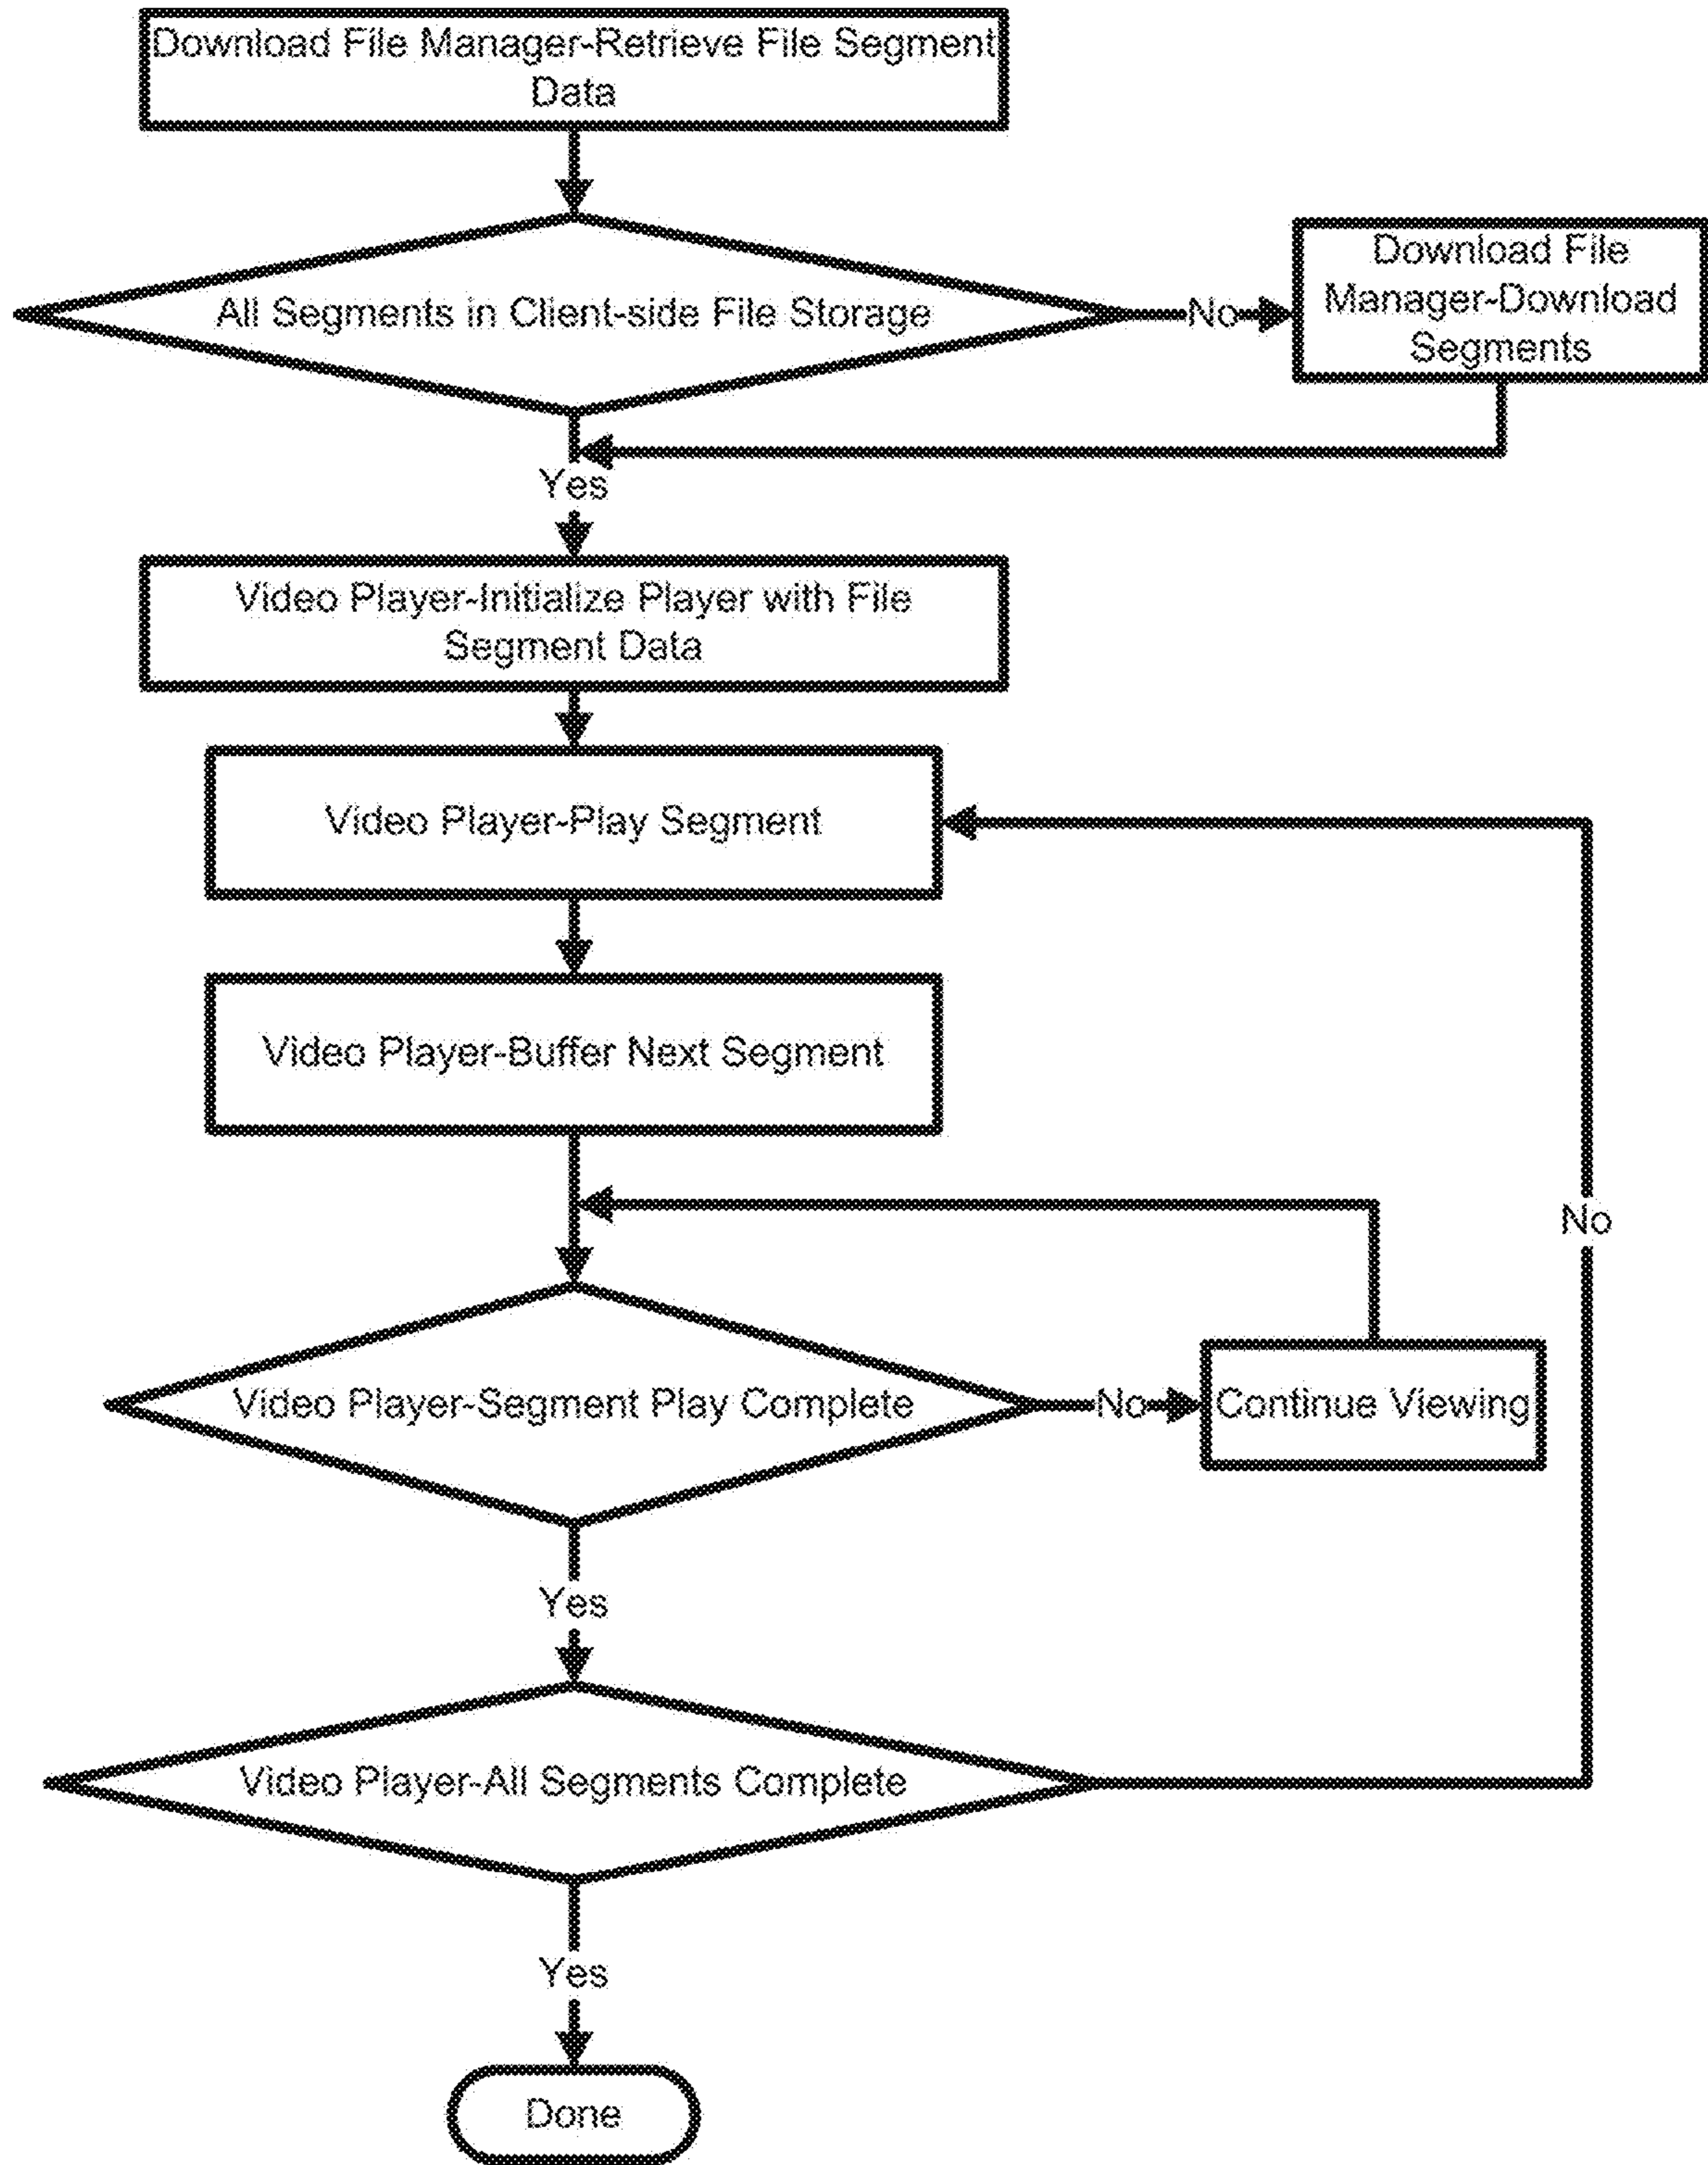 Download File Manager-Retrieve File Segment
Data
All Segments in Client-side File Storage
No
Download File
Manager-Download
Segments
Yes
Video Player-Initialize Player with File
Segment Data
Video Player-Play Segment
Video Player-Buffer Next Segment
No
Video Player-Segment Play Complete
No
Continue Viewing
Yes
Video Player-All Segments Complete
Yes
Done